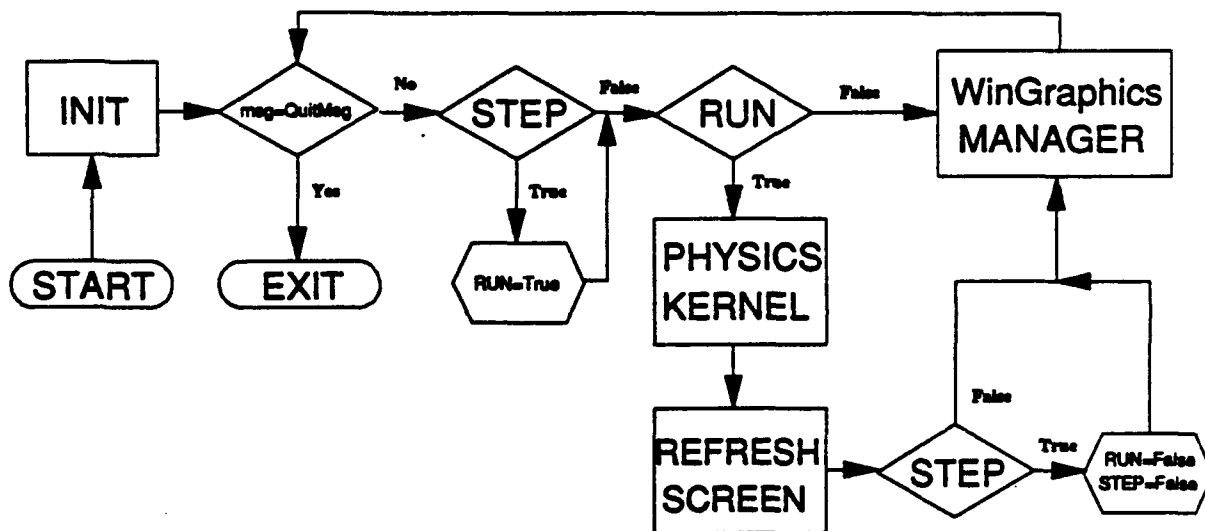 INIT
msg=QuitMsg
No
STEP
False
RUN
False
WinGraphics
MANAGER
Yes
True
True
START
EXIT
RUN=True
PHYSICS
KERNEL
False
REFRESH
SCREEN
STEP
True
RUN=False
STEP=False